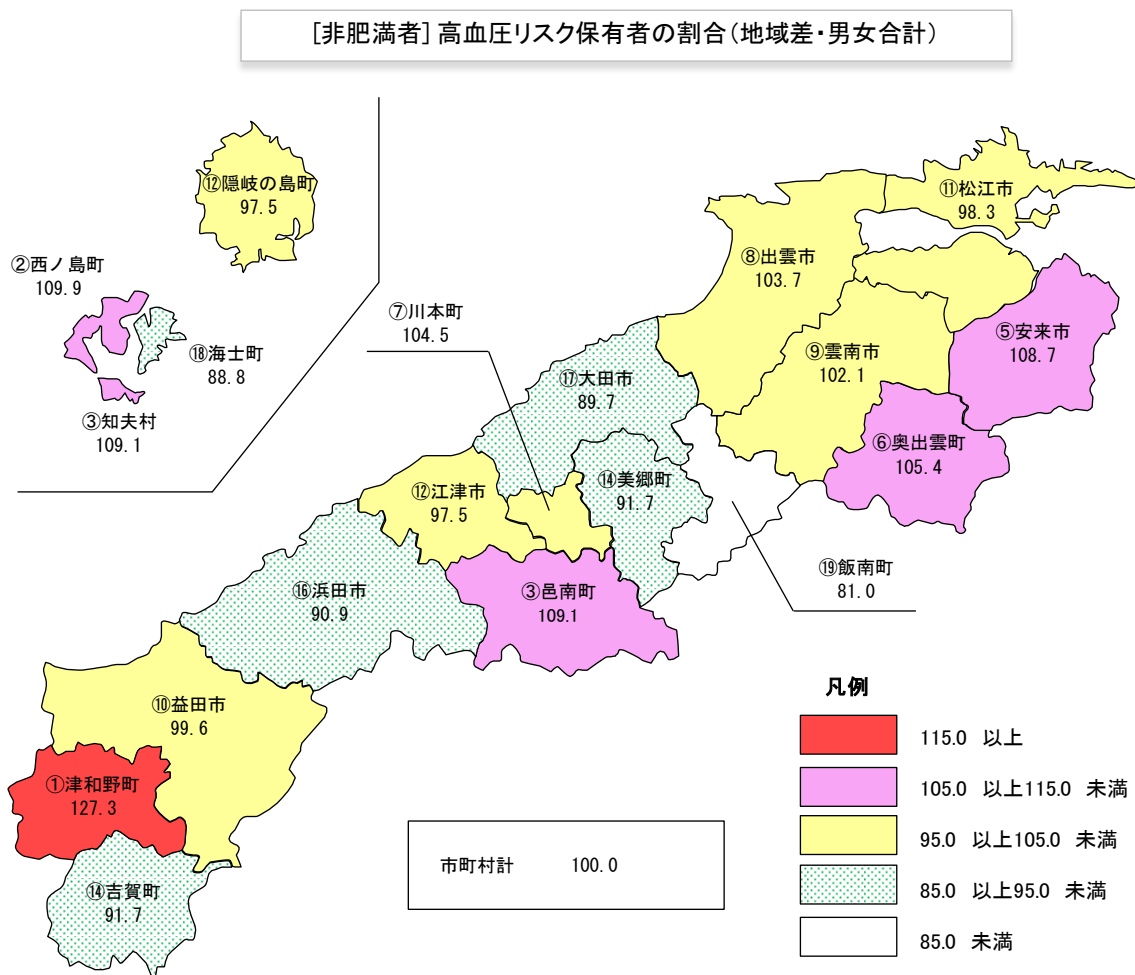 [非肥満者] 高血圧リスク保有者の割合(地域差・男女合計)
⑫隠岐の島町
97.5
②西ノ島町
109.9
⑱海士町
88.8
③知夫村
109.1
⑦川本町
104.5
⑪松江市
98.3
⑧出雲市
103.7
⑤安来市
108.7
⑨雲南市
102.1
⑰大田市
89.7
⑥奥出雲町
105.4
⑭美郷町
91.7
⑫江津市
97.5
⑲飯南町
81.0
⑯浜田市
90.9
③邑南町
109.1
⑩益田市
99.6
①津和野町
127.3
⑭吉賀町
91.7
市町村計 100.0
凡例
115.0 以上
105.0 以上115.0 未満
95.0 以上105.0 未満
85.0 以上95.0 未満
85.0 未満